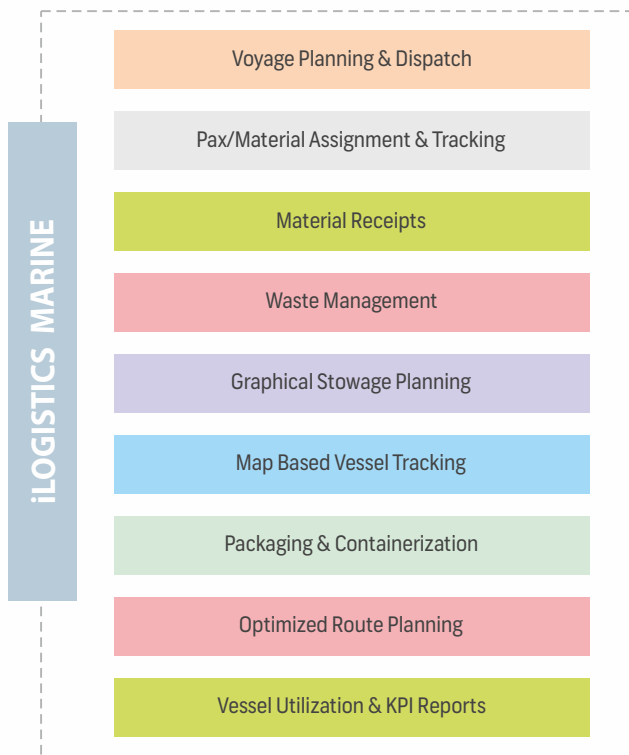 iLOGISTICS MARINE
Voyage Planning & Dispatch
Pax/Material Assignment & Tracking
Material Receipts
Waste Management
Graphical Stowage Planning
Map Based Vessel Tracking
Packaging & Containerization
Optimized Route Planning
Vessel Utilization & KPI Reports